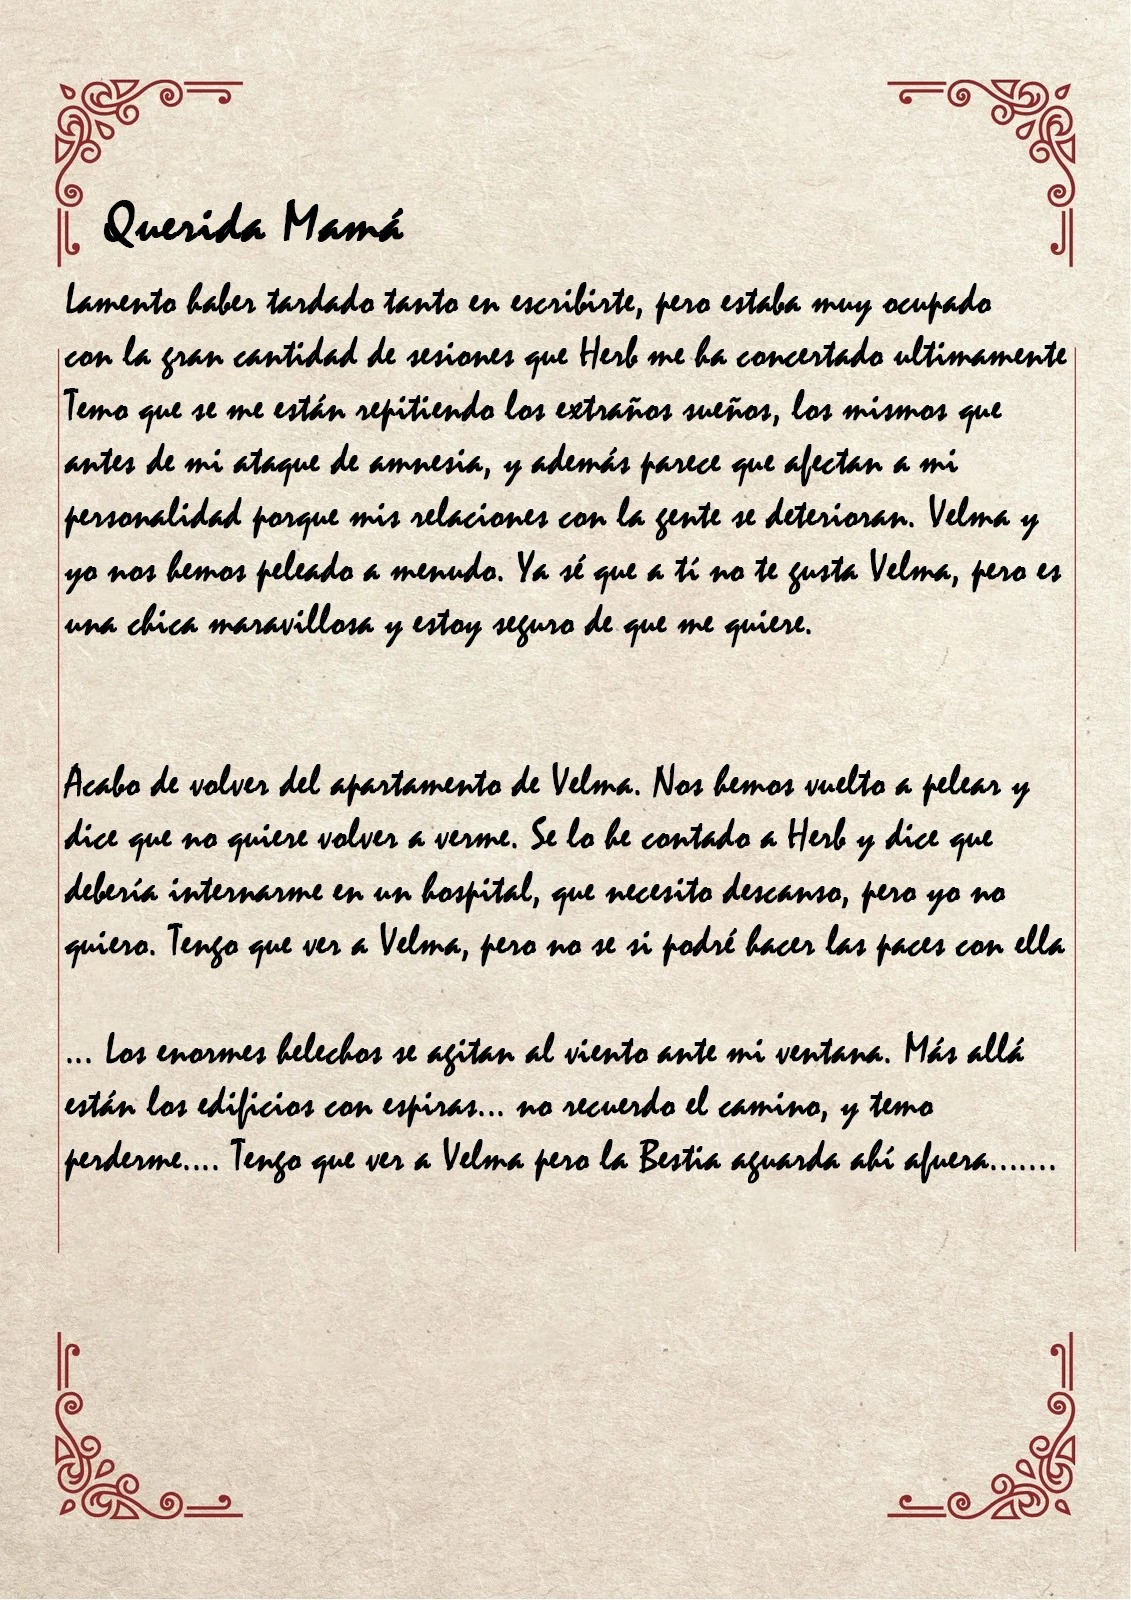 Querida Mamá
Lamento haber tardado tanto en escribirte, pero estaba muy ocupado
con la gran cantidad de sesiones que Herb me ha concertado ultimamente
Temo que se me están repitiendo los extraños sueños, los mismos que
antes de mi ataque de amnesia, y además parece que afectan a mi
personalidad porque mis relaciones con la gente se deterioran. Velma y
yo nos hemos peleado a menudo. Ya sé que a tí no te gusta Velma, pero es
una chica maravillosa y estoy seguro de que me quiere.
Acabo de volver del apartamento de Velma. Nos hemos vuelto a pelear y
dice que no quiere volver a verme. Se lo he contado a Herb y dice que
debería internarme en un hospital, que necesito descanso, pero yo no
quiero. Tengo que ver a Velma, pero no se si podré hacer las paces con ella
... Los enormes helechos se agitan al viento ante mi ventana. Más allá
están los edificios con espiras... no recuerdo el camino, y temo
perderme.... Tengo que ver a Velma pero la Bestia aguarda ahí afuera.......